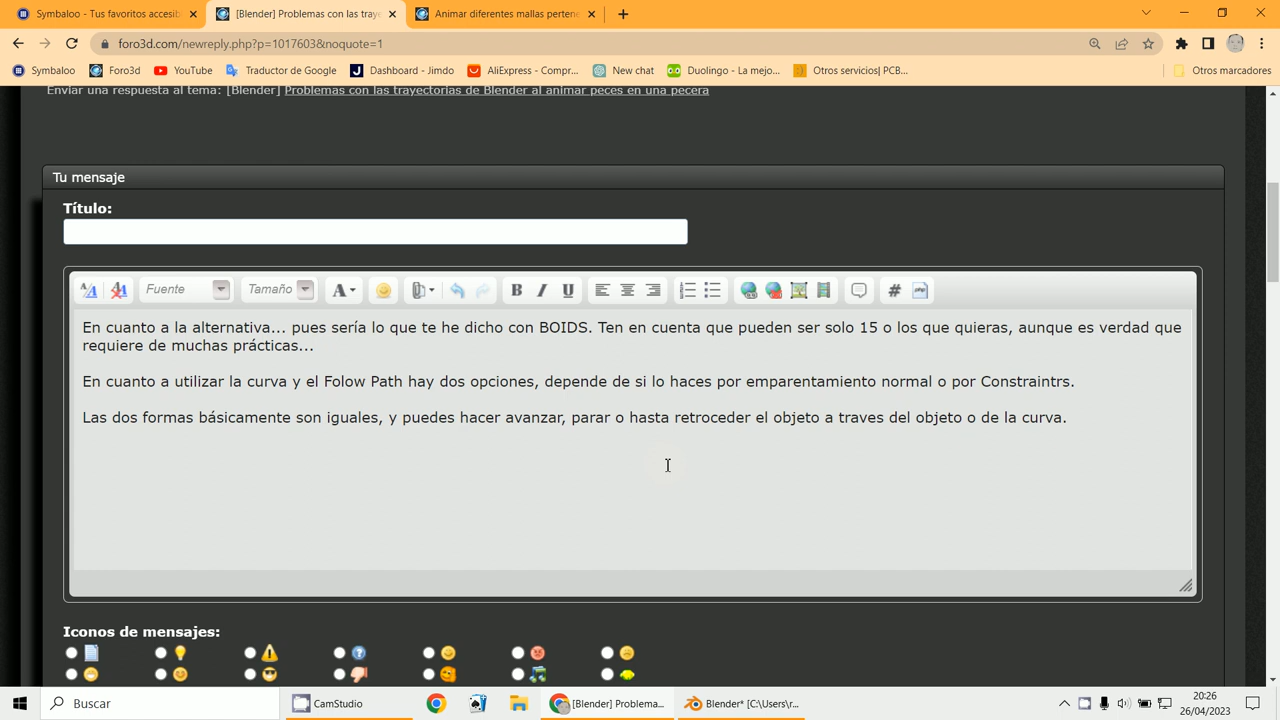 Symbaloo - Tus favoritos accesib
[Blender] Problemas con las traye
Animar diferentes mallas pertene
foro3d.com/newreply.php?p=1017603&noquote=1
Symbaloo
Foro3d
YouTube
Traductor de Google
Dashboard - Jimdo
AliExpress - Compr...
New chat
Duolingo - La mejo...
Otros servicios| PC...
Otros marcadores
Enviar una respuesta al tema: [Blender] Problemas con las trayectorias de Blender al animar peces en una pecera
Tu mensaje
Título:
Fuente
Tamaño
En cuanto a la alternativa... pues sería lo que te he dicho con BOIDS. Ten en cuenta que pueden ser solo 15 o los que quieras, aunque es verdad que
requiere de muchas prácticas...
En cuanto a utilizar la curva y el Folow Path hay dos opciones, depende de si lo haces por emparentamiento normal o por Constraintrs.
Las dos formas básicamente son iguales, y puedes hacer avanzar, parar o hasta retroceder el objeto a traves del objeto o de la curva.
Iconos de mensajes:
Buscar
CamStudio
[Blender] Problema...
Blender* [C:\Users\r...
20:26
26/04/2023